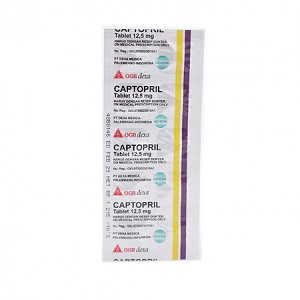 CAPTOPRIL
Tablet 12,5 mg
HARUS DENGAN RESEP DOKTER
ON MEDICAL PRESCRIPTION ONLY
PT DEXA MEDICA
PALEMBANG-INDONESIA
OGB dexa
CAPTOPRIL
Tablet 12,5 mg
HARUS DENGAN RESEP DOKTER
ON MEDICAL PRESCRIPTION ONLY
PT DEXA MEDICA
PALEMBANG-INDONESIA
OGB dexa
CAPTOPRIL
Tablet 12,5 mg
HARUS DENGAN RESEP DOKTER
ON MEDICAL PRESCRIPTION ONLY
PT DEXA MEDICA
PALEMBANG-INDONESIA
OGB dexa
CAPTOPRIL